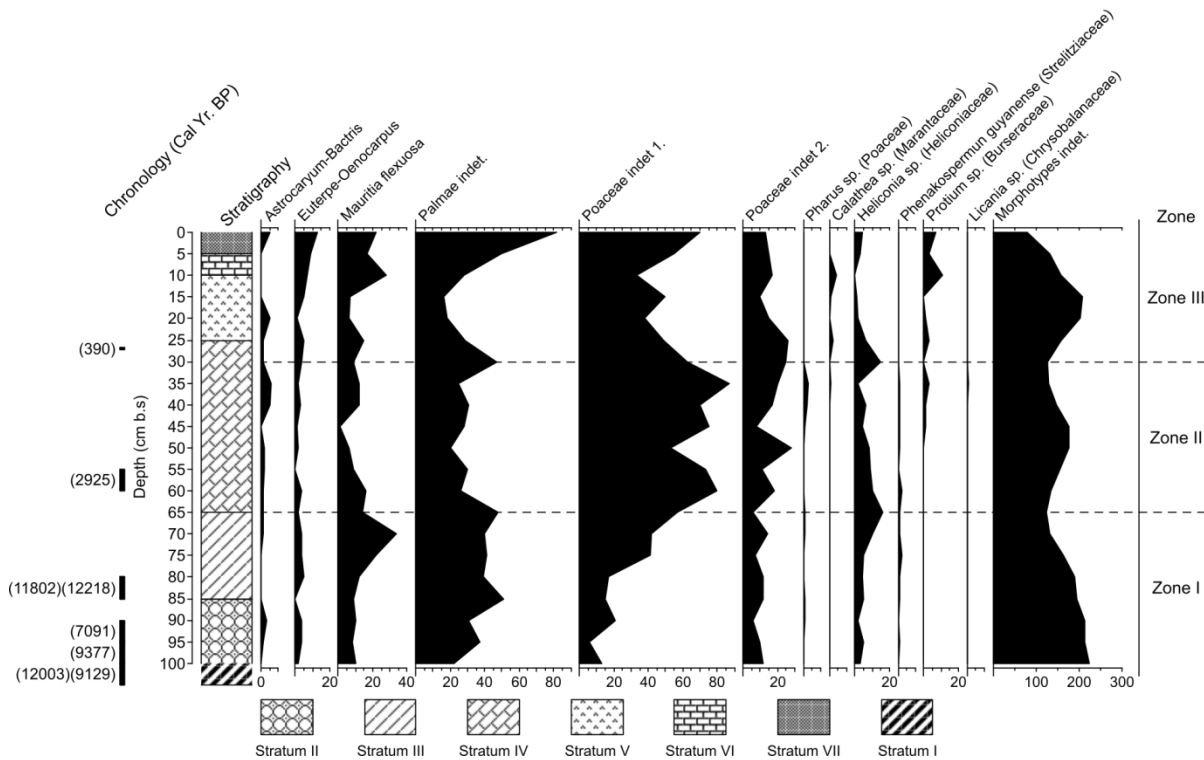 Chronology (Cal Yr. BP)
Stratigraphy
Astrocaryum-Bactris
Euterpe-Oenocarpus
Mauritia flexuosa
Palmae indet.
Poaceae indet 1.
Poaceae indet 2.
Pharus sp. (Poaceae)
Calathea sp. (Marantaceae)
Heliconia sp. (Heliconiaceae)
Phenakospermun guyanense (Strelitziaceae)
Protium sp. (Burseraceae)
Licania sp. (Chrysobalanaceae)
Morphotypes indet.
Zone
Depth (cm b.s)
0
5
10
15
20
25
30
35
40
45
50
55
60
65
70
75
80
85
90
95
100
(390)
(2925)
(11802)(12218)
(7091)
(9377)
(12003)(9129)
Zone III
Zone II
Zone I
0 20 20 40 20 40 60 80 20 40 60 80 20 20 20 20 0 100 200 300
Stratum II Stratum III Stratum IV Stratum V Stratum VI Stratum VII Stratum I